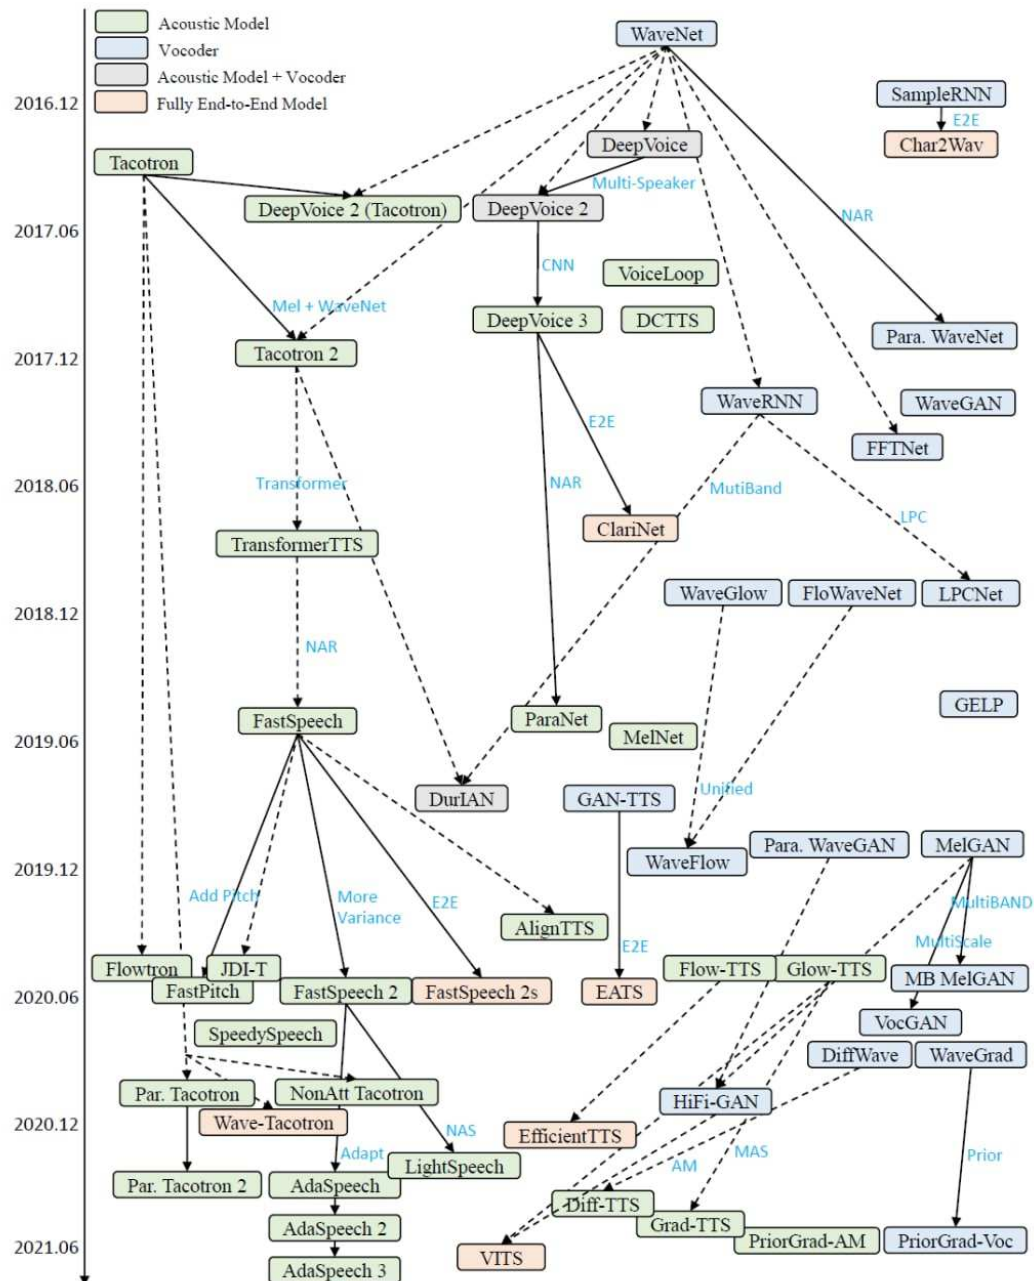 Acoustic Model
Vocoder
Acoustic Model + Vocoder
Fully End-to-End Model
WaveNet
2016.12
SampleRNN
E2E
Char2Wav
DeepVoice
Tacotron
Multi-Speaker
DeepVoice 2 (Tacotron)
DeepVoice 2
NAR
2017.06
CNN
VoiceLoop
Mel + WaveNet
DeepVoice 3
DCTTS
Para. WaveNet
Tacotron 2
2017.12
WaveRNN
WaveGAN
E2E
FFTNet
2018.06
Transformer
NAR
MutiBand
LPC
ClariNet
TransformerTTS
WaveGlow
FloWaveNet
LPCNet
2018.12
NAR
GELP
FastSpeech
ParaNet
MelNet
2019.06
Unified
DurIAN
GAN-TTS
Para. WaveGAN
MelGAN
WaveFlow
2019.12
Add Pitch
More
Variance
E2E
MultiBAND
AlignTTS
E2E
MultiScale
Flowtron
JDI-T
Flow-TTS
Glow-TTS
MB MelGAN
FastPitch
FastSpeech 2
FastSpeech 2s
EATS
2020.06
VocGAN
SpeedySpeech
DiffWave
WaveGrad
Par. Tacotron
NonAtt Tacotron
HiFi-GAN
2020.12
Wave-Tacotron
NAS
EfficientTTS
Adapt
LightSpeech
AM
MAS
Prior
Par. Tacotron 2
AdaSpeech
Diff-TTS
AdaSpeech 2
Grad-TTS
PriorGrad-AM
PriorGrad-Voc
2021.06
VITS
AdaSpeech 3